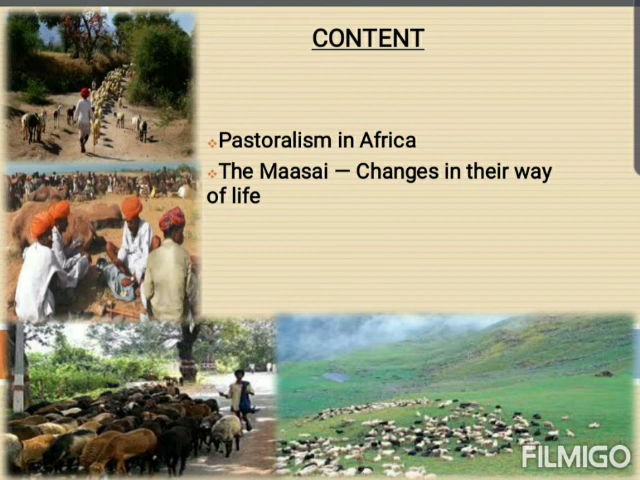 CONTENT
Pastoralism in Africa
The Maasai — Changes in their way
of life
FILMIGO